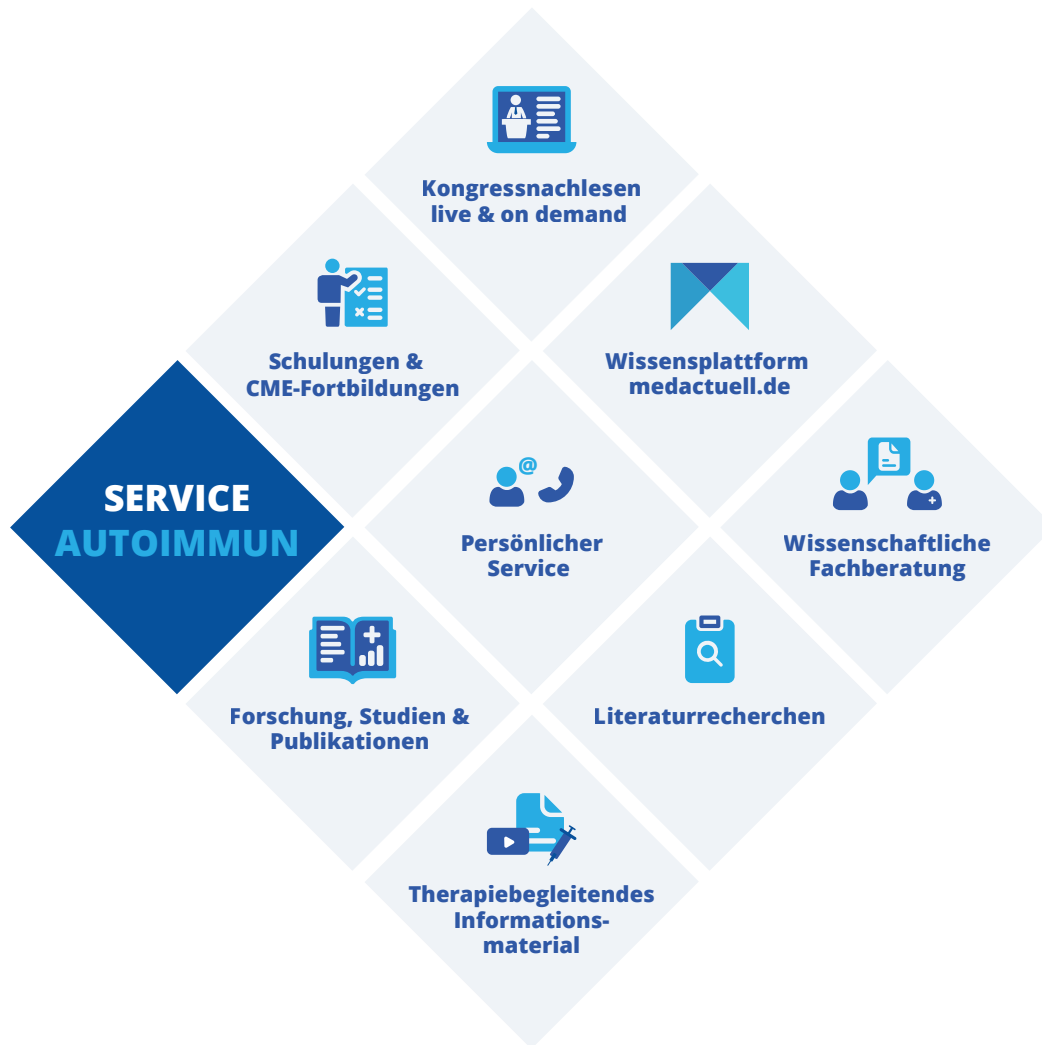 Kongressnachlesen
live & on demand
Schulungen &
CME-Fortbildungen
Wissensplattform
medactuell.de
SERVICE
AUTOIMMUN
@
Persönlicher
Service
Wissenschaftliche
Fachberatung
Forschung, Studien &
Publikationen
Literaturrecherchen
Therapiebegleitendes
Informations-
material